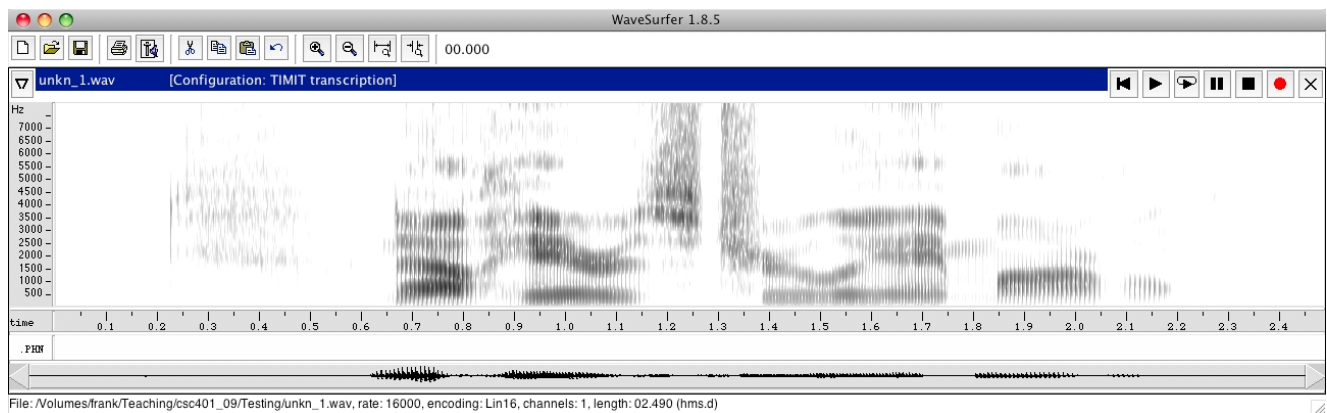 WaveSurfer 1.8.5
00.000
unkn_1.wav [Configuration: TIMIT transcription]
Hz
7000
6500
6000
5500
5000
4500
4000
3500
3000
2500
2000
1500
1000
500
time 0.1 0.2 0.3 0.4 0.5 0.6 0.7 0.8 0.9 1.0 1.1 1.2 1.3 1.4 1.5 1.6 1.7 1.8 1.9 2.0 2.1 2.2 2.3 2.4
.PHN
File: /Volumes/frank/Teaching/csc401_09/Testing/unkn_1.wav, rate: 16000, encoding: Lin16, channels: 1, length: 02.490 (hms.d)